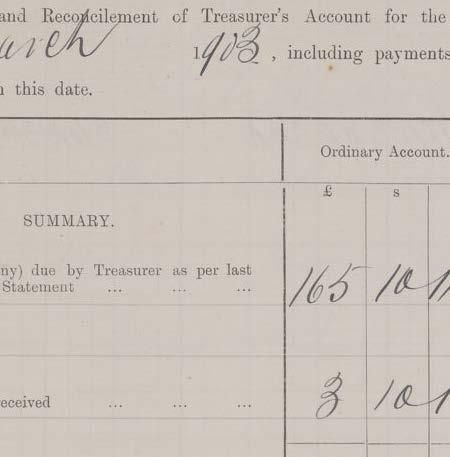 and Reconcilement of Treasurer's Account for the
arch 1903, including payments
n this date.
Ordinary Account.
£ s
SUMMARY.
ny) due by Treasurer as per last
Statement ... ... ... 165 10
eceived ... ... ... 3 10